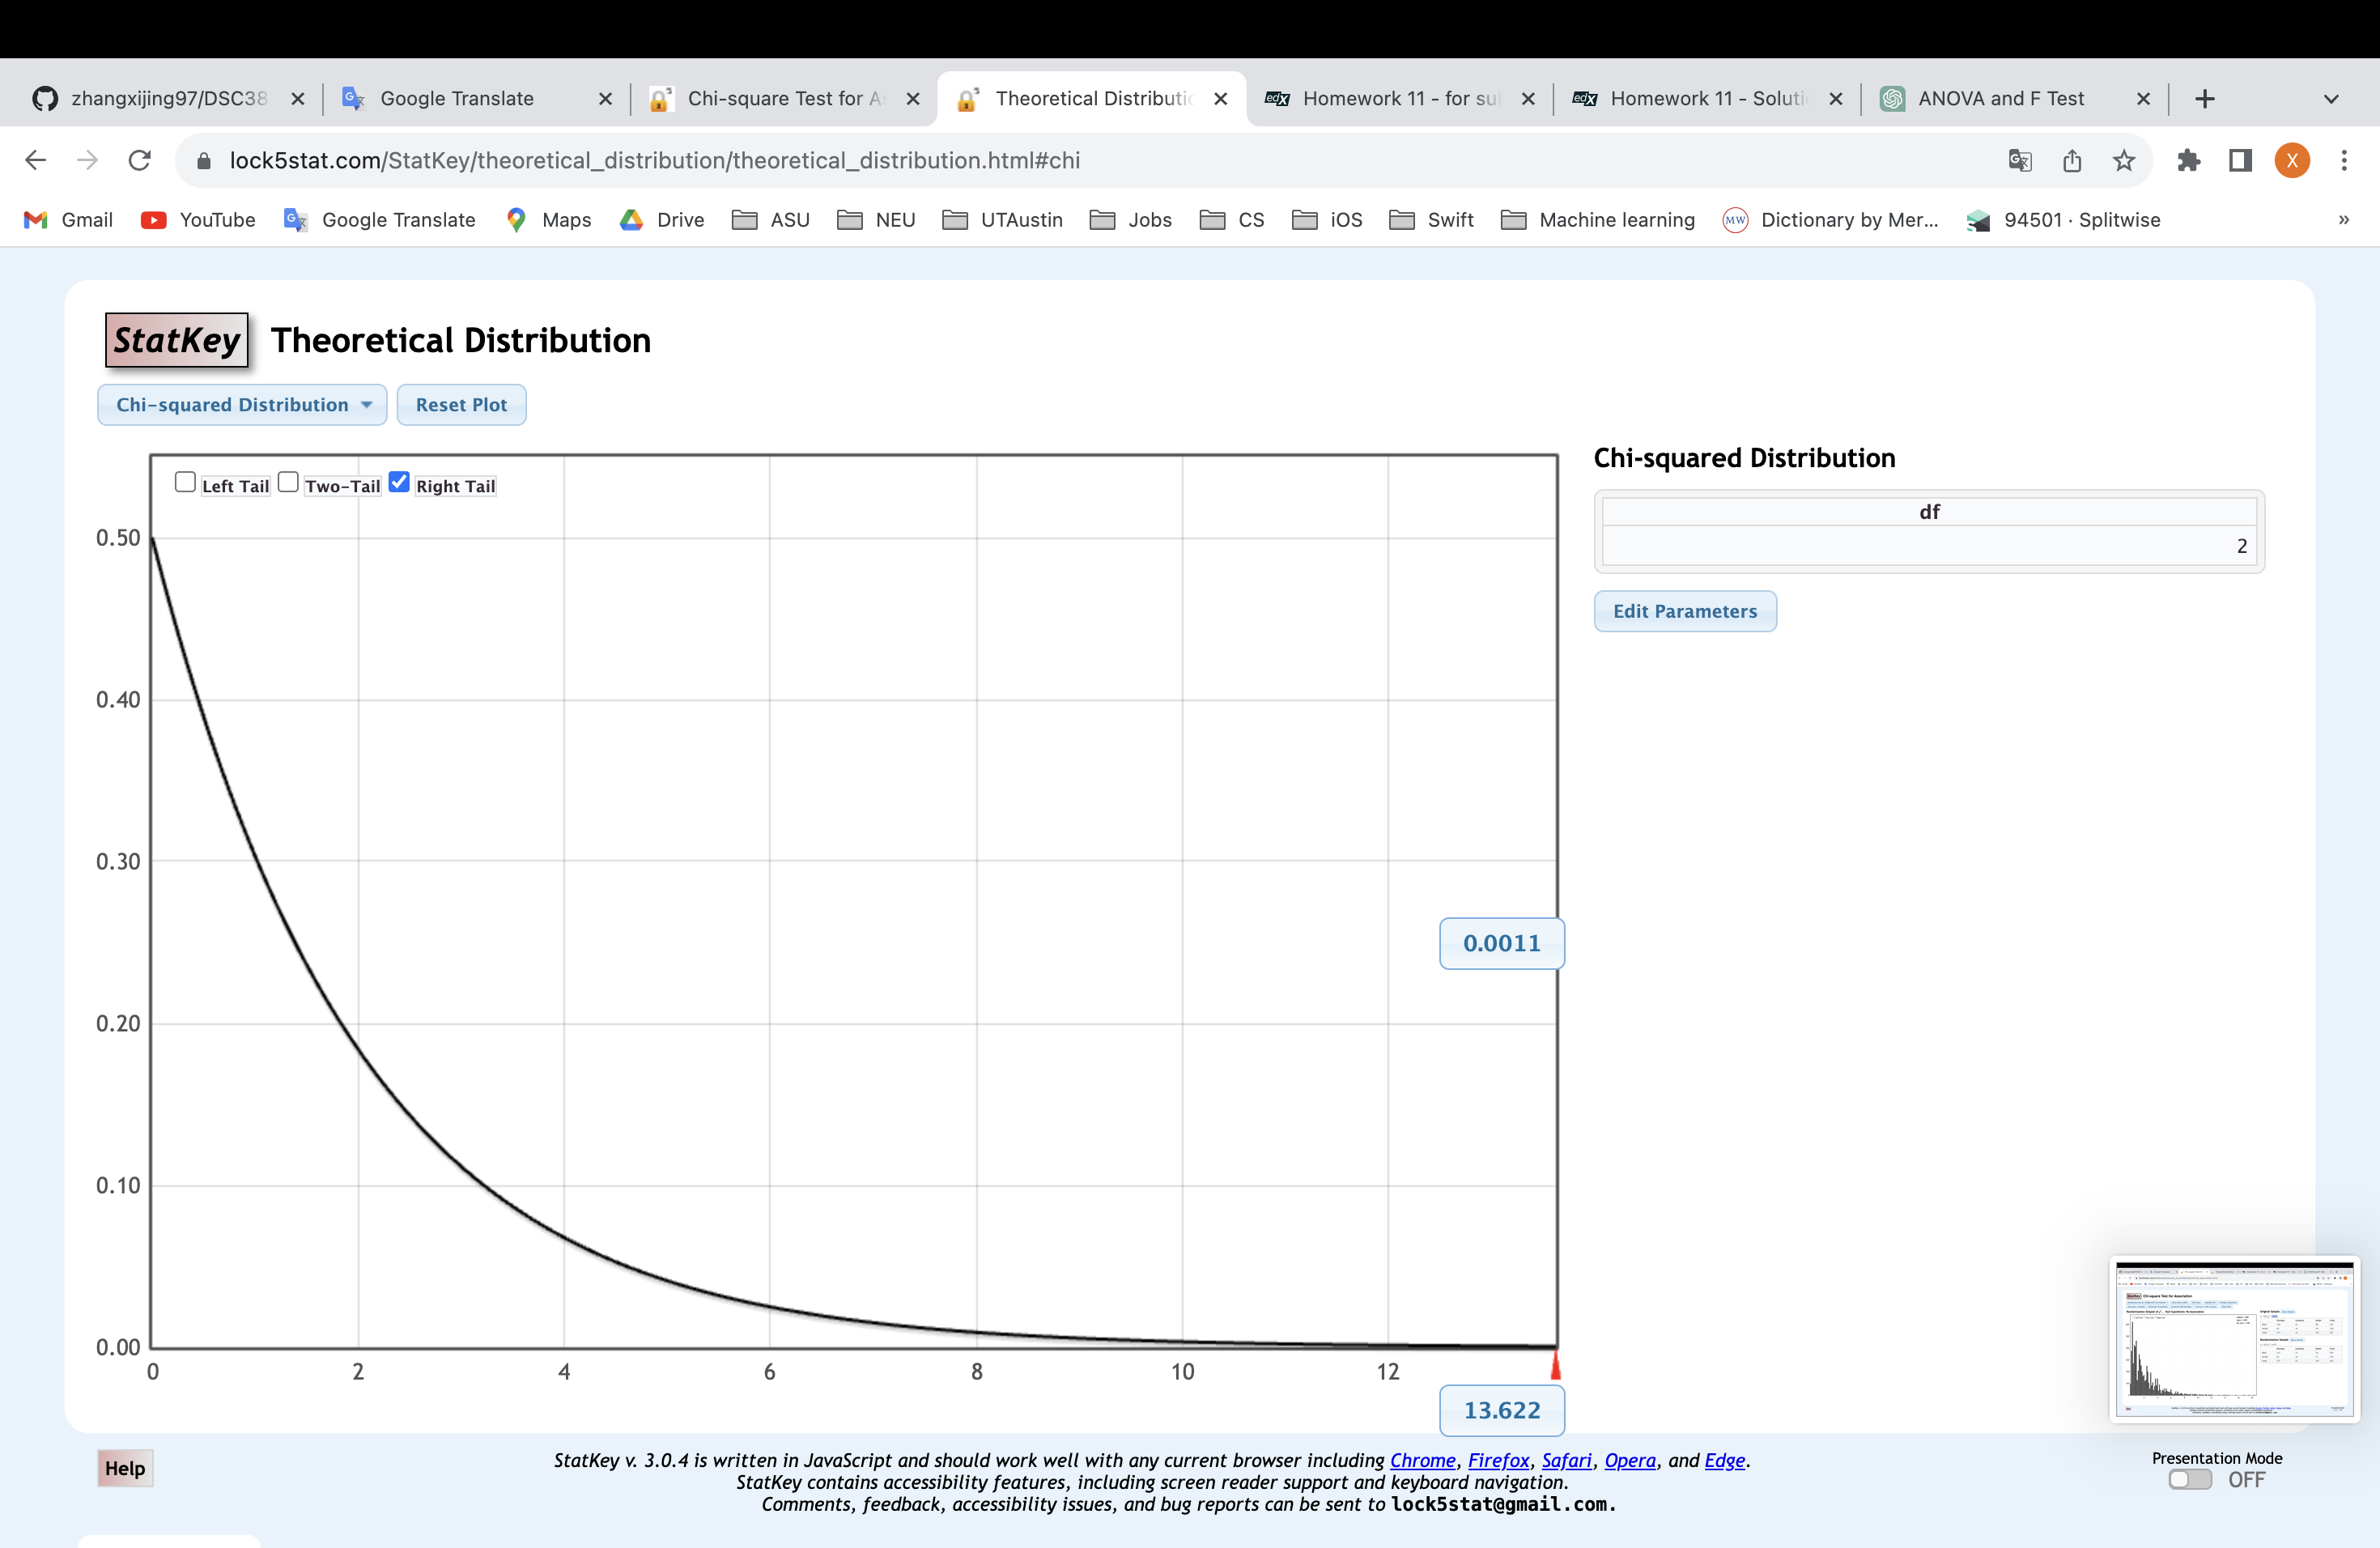 zhangxijing97/DSC38
Google Translate
Chi-square Test for A
Theoretical Distributic
edX Homework 11 - for su
edX Homework 11 - Soluti
ANOVA and F Test
lock5stat.com/StatKey/theoretical_distribution/theoretical_distribution.html#chi
X
Gmail YouTube Google Translate Maps Drive ASU NEU UTAustin Jobs CS iOS Swift Machine learning MW Dictionary by Mer... 94501 · Splitwise »
StatKey Theoretical Distribution
Chi-squared Distribution Reset Plot
Left Tail Two-Tail Right Tail
Chi-squared Distribution
df
2
Edit Parameters
0.50
0.40
0.30
0.20
0.10
0.00
0.0011
0 2 4 6 8 10 12
13.622
Help
StatKey v. 3.0.4 is written in JavaScript and should work well with any current browser including Chrome, Firefox, Safari, Opera, and Edge.
StatKey contains accessibility features, including screen reader support and keyboard navigation.
Comments, feedback, accessibility issues, and bug reports can be sent to lock5stat@gmail.com.
Presentation Mode
OFF